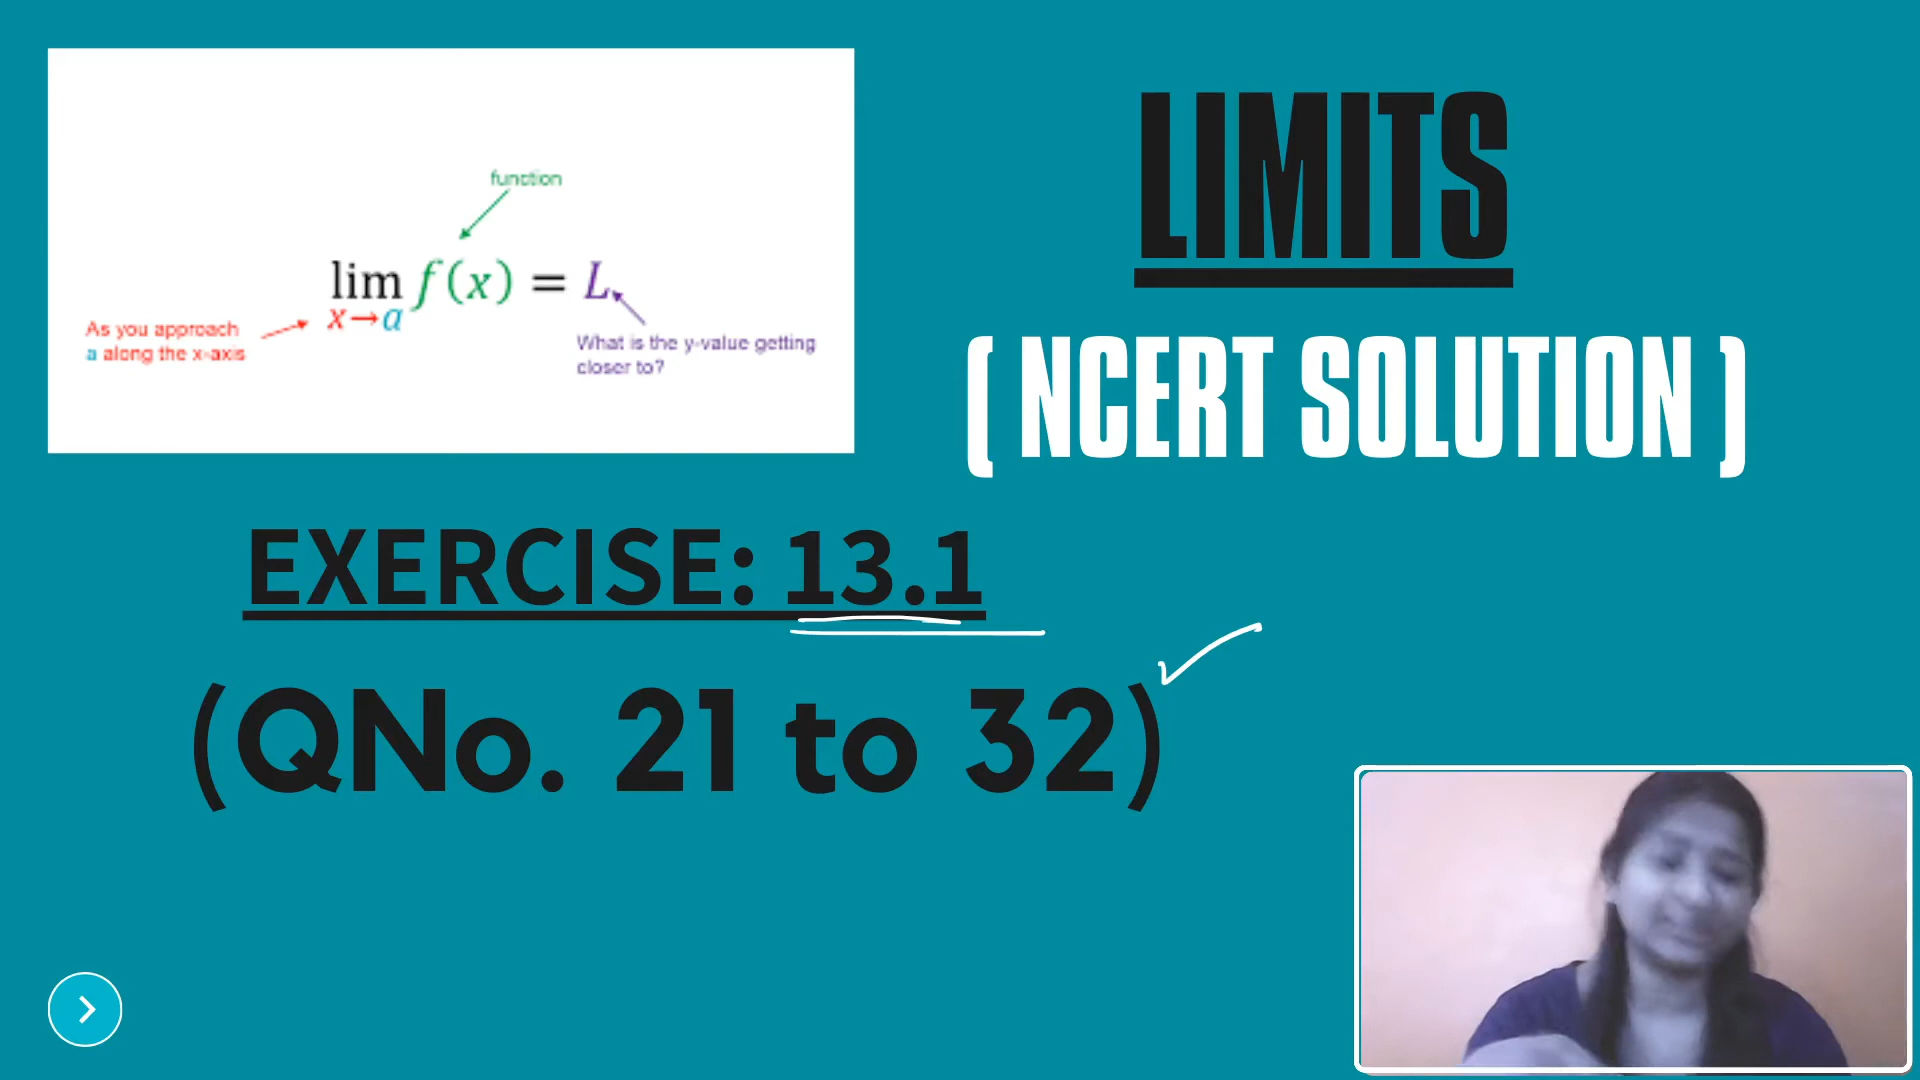 function
lim f(x) = L
x→a
As you approach
a along the x-axis
What is the y-value getting
closer to?
LIMITS
( NCERT SOLUTION )
EXERCISE: 13.1
(QNo. 21 to 32)